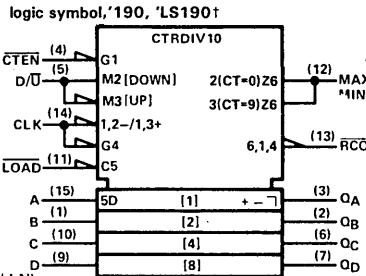 logic symbol, '190, 'LS190†
CTRDIV10
CTEN (4) G1
D/U (5) M2 [DOWN] 2(CT=0)Z6 (12) MAX
M3 [UP] 3(CT=9)Z6 MIN
CLK (14) 1,2−/1,3+
G4 6,1,4 (13) RCO
LOAD (11) C5
A (15) 5D [1] + − ¬ (3) QA
B (1) [2] (2) QB
C (10) [4] (6) QC
D (9) [8] (7) QD